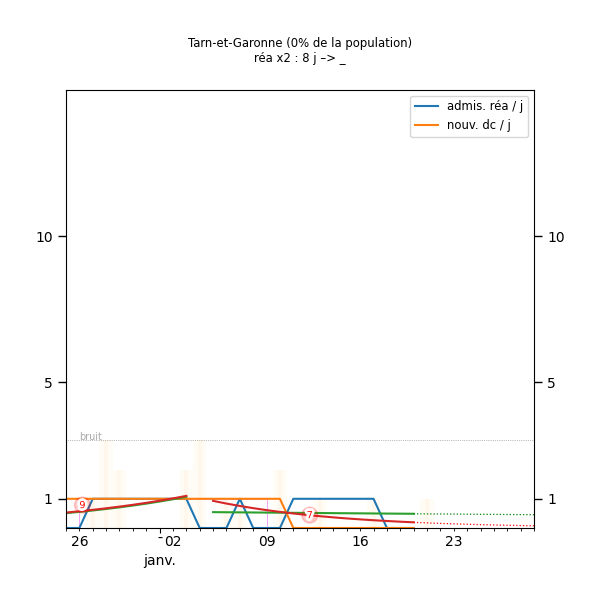 Tarn-et-Garonne (0% de la population)
réa x2 : 8 j –> _
admis. réa / j
nouv. dc / j
10
10
5
5
bruit
1
1
9
7
26
02
09
16
23
janv.